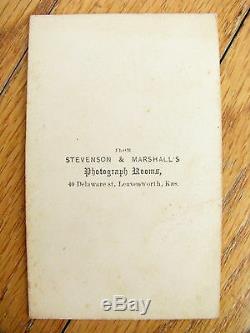 FROM
STEVENSON & MARSHALL'S
Photograph Rooms,
40 Delaware st, Leavenworth, Kas.